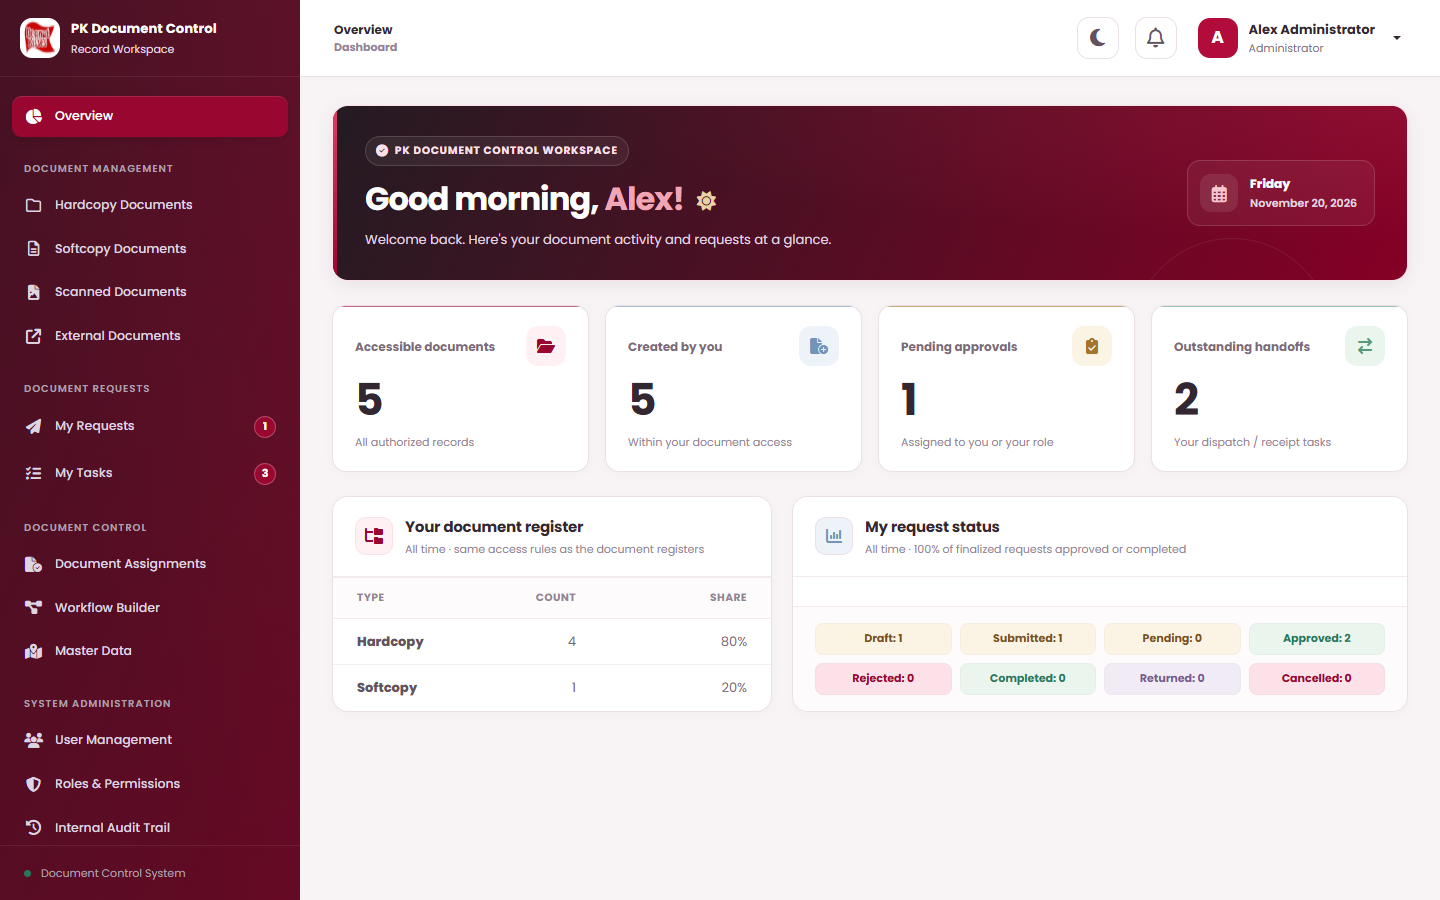 PK Document Control
Record Workspace
Overview
DOCUMENT MANAGEMENT
Hardcopy Documents
Softcopy Documents
Scanned Documents
External Documents
DOCUMENT REQUESTS
My Requests 1
My Tasks 3
DOCUMENT CONTROL
Document Assignments
Workflow Builder
Master Data
SYSTEM ADMINISTRATION
User Management
Roles & Permissions
Internal Audit Trail
Document Control System
Overview
Dashboard
A
Alex Administrator
Administrator
PK DOCUMENT CONTROL WORKSPACE
Good morning, Alex!
Welcome back. Here's your document activity and requests at a glance.
Friday
November 20, 2026
Accessible documents
5
All authorized records
Created by you
5
Within your document access
Pending approvals
1
Assigned to you or your role
Outstanding handoffs
2
Your dispatch / receipt tasks
Your document register
All time · same access rules as the document registers
TYPE COUNT SHARE
Hardcopy 4 80%
Softcopy 1 20%
My request status
All time · 100% of finalized requests approved or completed
Draft: 1 Submitted: 1 Pending: 0 Approved: 2
Rejected: 0 Completed: 0 Returned: 0 Cancelled: 0